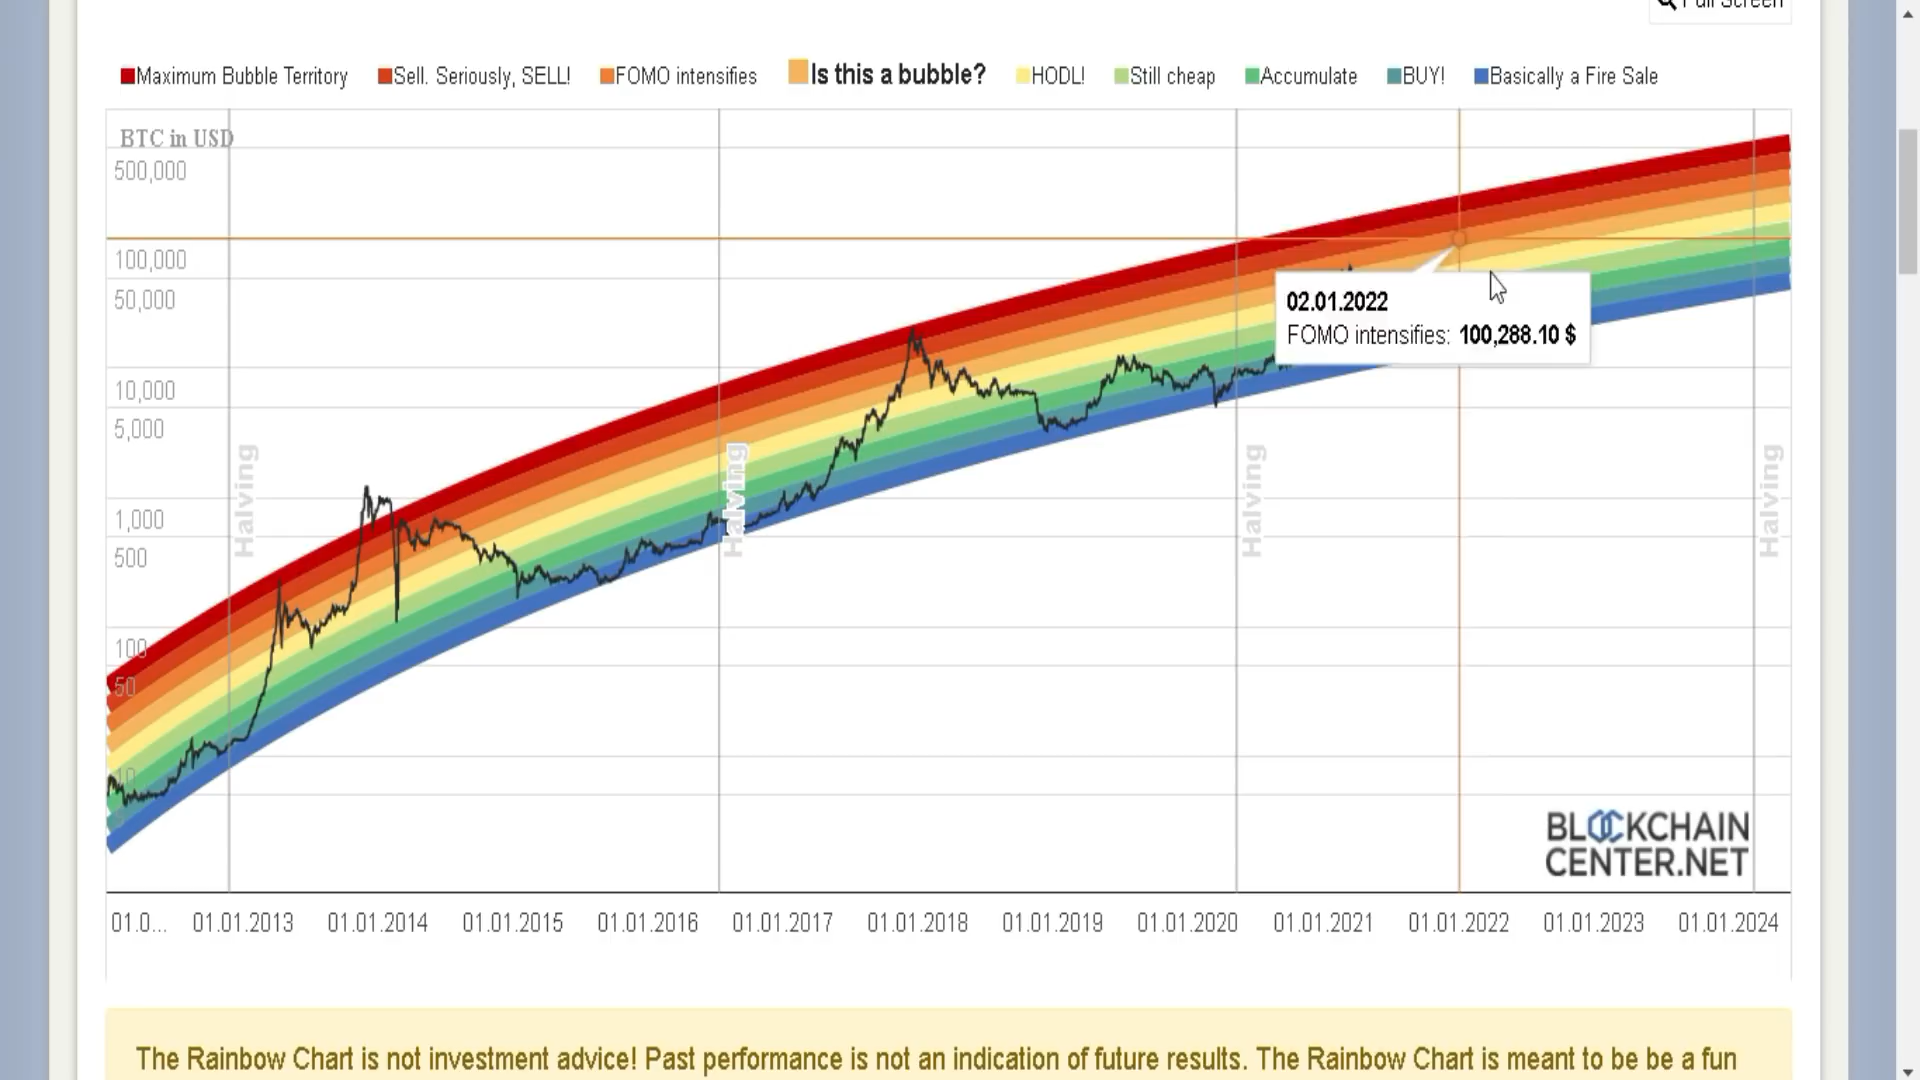 Full Screen
Maximum Bubble Territory Sell. Seriously, SELL! FOMO intensifies Is this a bubble? HODL! Still cheap Accumulate BUY! Basically a Fire Sale
BTC in USD
500,000
100,000
50,000
10,000
5,000
1,000
500
100
50
10
02.01.2022
FOMO intensifies: 100,288.10 $
Halving
Halving
Halving
Halving
BLOCKCHAIN
CENTER.NET
01.0... 01.01.2013 01.01.2014 01.01.2015 01.01.2016 01.01.2017 01.01.2018 01.01.2019 01.01.2020 01.01.2021 01.01.2022 01.01.2023 01.01.2024
The Rainbow Chart is not investment advice! Past performance is not an indication of future results. The Rainbow Chart is meant to be be a fun